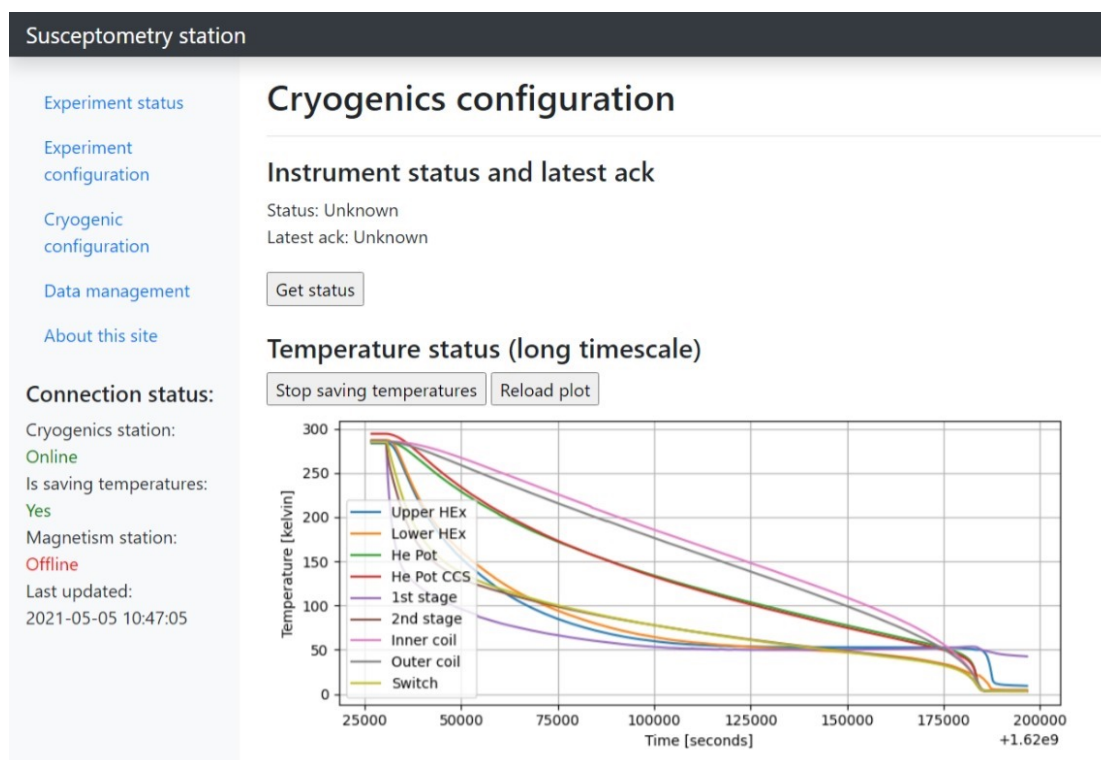 Susceptometry station
Experiment status
Experiment
configuration
Cryogenic
configuration
Data management
About this site
Connection status:
Cryogenics station:
Online
Is saving temperatures:
Yes
Magnetism station:
Offline
Last updated:
2021-05-05 10:47:05
Cryogenics configuration
Instrument status and latest ack
Status: Unknown
Latest ack: Unknown
Get status
Temperature status (long timescale)
Stop saving temperatures Reload plot
Temperature [kelvin]
300
250
200
150
100
50
0
Upper HEx
Lower HEx
He Pot
He Pot CCS
1st stage
2nd stage
Inner coil
Outer coil
Switch
25000 50000 75000 100000 125000 150000 175000 200000
Time [seconds] +1.62e9